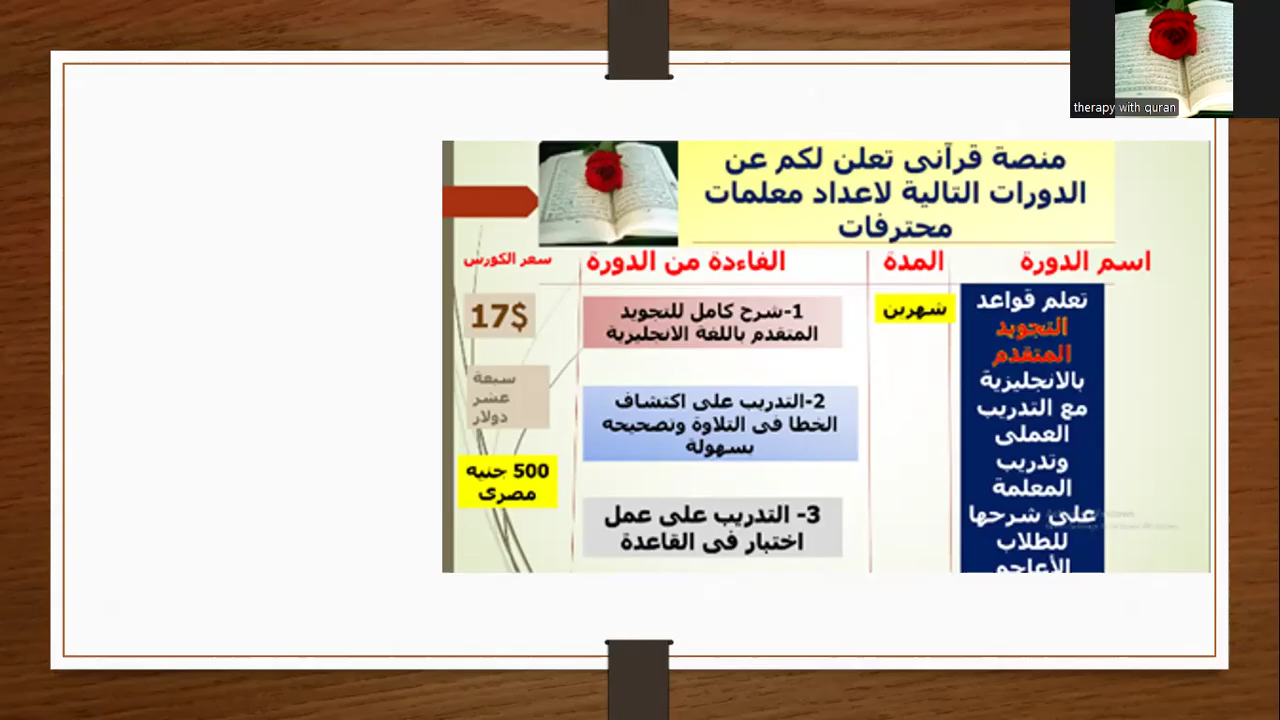 therapy with quran
منصة قرآنى تعلن لكم عن
الدورات التالية لاعداد معلمات
محترفات
اسم الدورة
المدة
الفاءدة من الدورة
سعر الكورس
تعلم قواعد
التجويد
المتقدم
بالانجليزية
مع التدريب
العملى
وتدريب
المعلمة
على شرحها
للطلاب
الأعاجم
شهرين
1-شرح كامل للتجويد
المتقدم باللغة الانجليزية
2-التدريب على اكتشاف
الخطا فى التلاوة وتصحيحه
بسهولة
3- التدريب على عمل
اختبار فى القاعدة
17$
سبعة
عشر
دولار
500 جنيه
مصرى